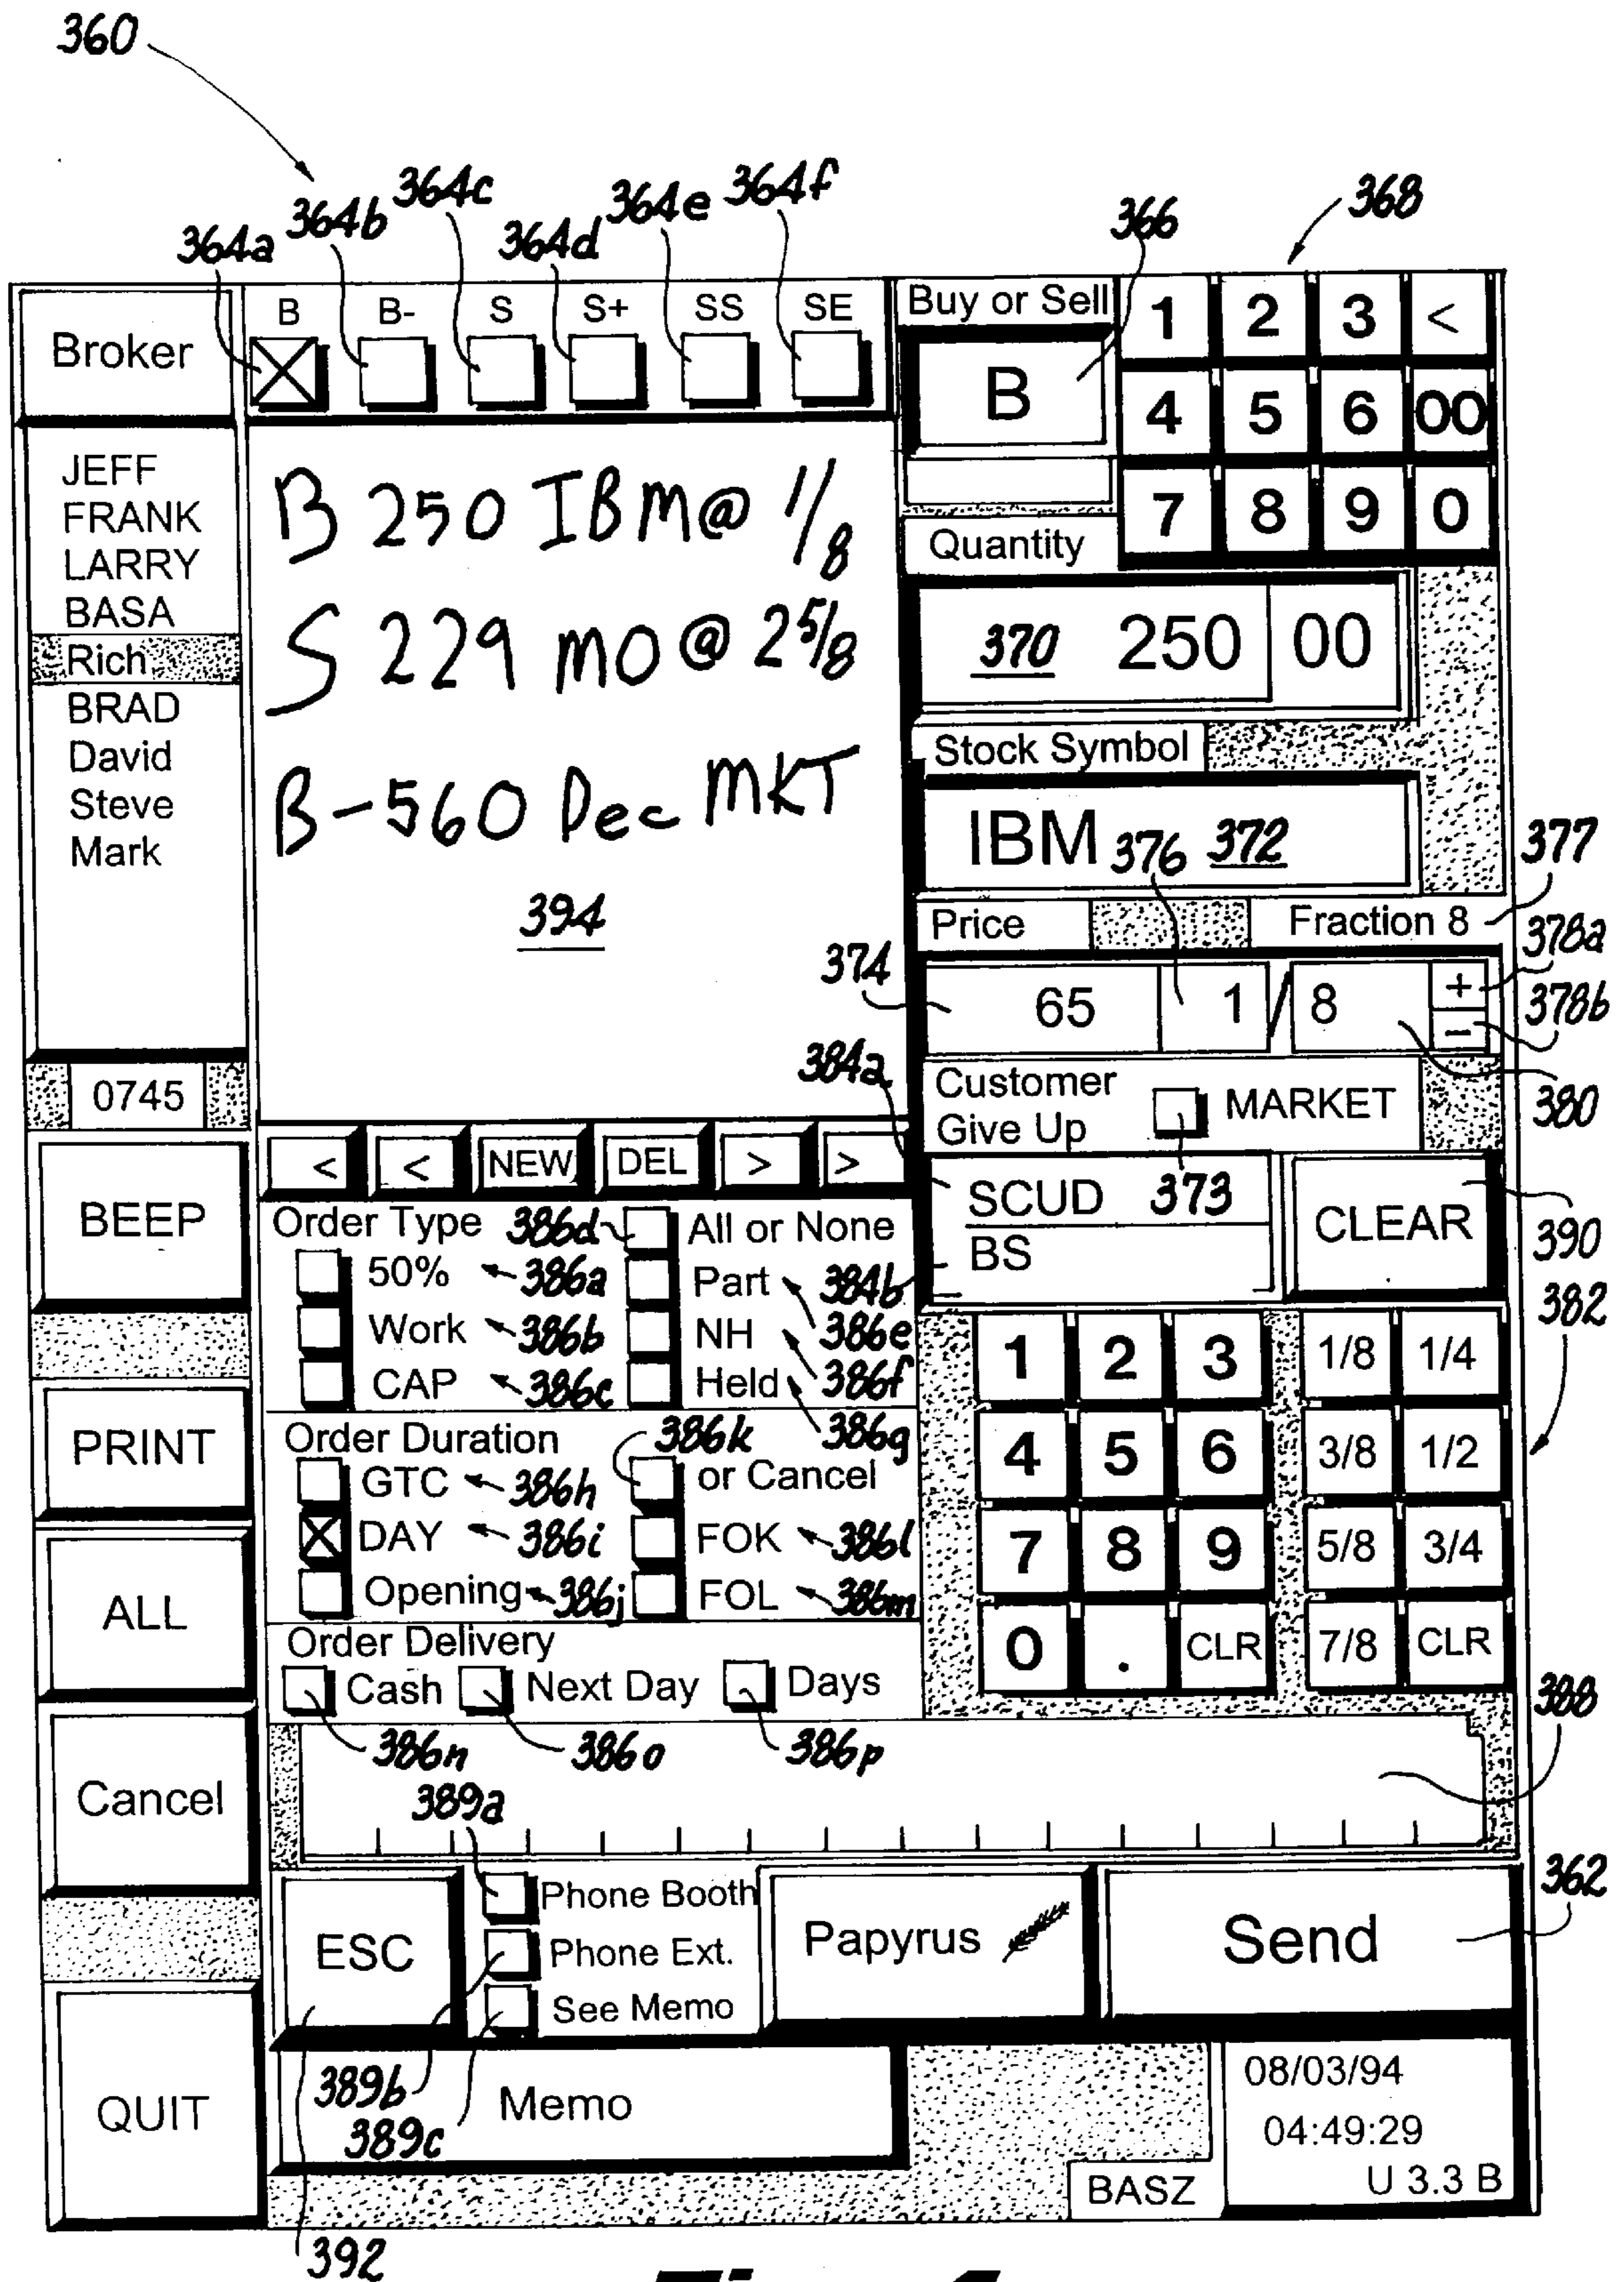 360
364a 364b 364c 364d 364e 364f 366 368
Broker
B B- S S+ SS SE
Buy or Sell
B
1 2 3 <
4 5 6 00
7 8 9 0
JEFF
FRANK
LARRY
BASA
Rich
BRAD
David
Steve
Mark
0745
B 250 IBM @ 1/8
S 229 MO @ 2 5/8
B-560 Dec MKT
394
Quantity
370 250 00
Stock Symbol
IBM 376 372
377
Price Fraction 8
378a
374 65 1 / 8 + -
378b
384a
Customer
Give Up
MARKET
380
< < NEW DEL > >
SCUD 373
BS
CLEAR
390
384b
382
BEEP
PRINT
ALL
Cancel
QUIT
Order Type 386d All or None
50% 386a Part 386e
Work 386b NH 386f
CAP 386c Held 386g
Order Duration 386k
GTC 386h or Cancel
DAY 386i FOK 386l
Opening 386j FOL 386m
Order Delivery
Cash Next Day Days
386n 386o 386p
1 2 3 1/8 1/4
4 5 6 3/8 1/2
7 8 9 5/8 3/4
0 . CLR 7/8 CLR
388
389a
ESC
Phone Booth
Phone Ext.
See Memo
Papyrus
Send
362
389b
389c
Memo
08/03/94
04:49:29
U 3.3 B
BASZ
392